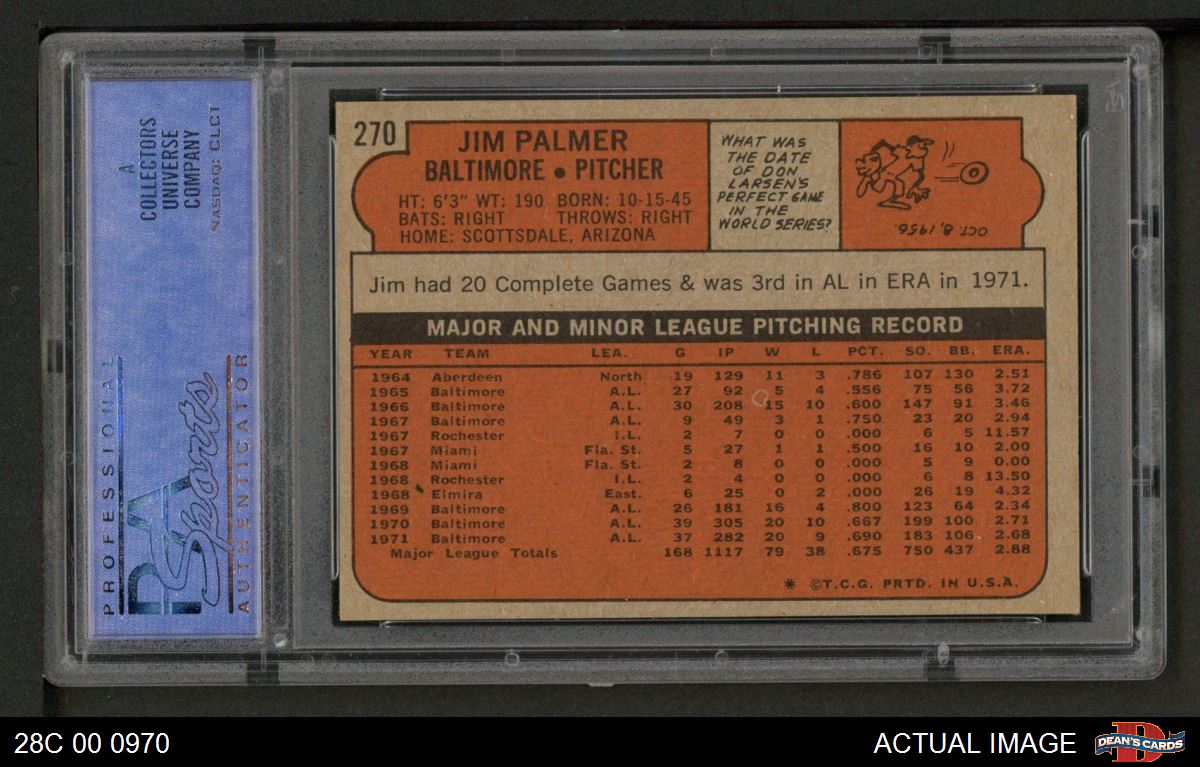 A
COLLECTORS
UNIVERSE
COMPANY
NASDAQ: CLCT
PROFESSIONAL
PSA
Sports
AUTHENTICATOR
270
JIM PALMER
BALTIMORE • PITCHER
HT: 6'3" WT: 190 BORN: 10-15-45
BATS: RIGHT THROWS: RIGHT
HOME: SCOTTSDALE, ARIZONA
WHAT WAS
THE DATE
OF DON
LARSEN'S
PERFECT GAME
IN THE
WORLD SERIES?
OCT. 8, 1956.
Jim had 20 Complete Games & was 3rd in AL in ERA in 1971.
MAJOR AND MINOR LEAGUE PITCHING RECORD
YEAR TEAM LEA. G IP W L PCT. SO. BB. ERA.
1964 Aberdeen North 19 129 11 3 .786 107 130 2.51
1965 Baltimore A.L. 27 92 5 4 .556 75 56 3.72
1966 Baltimore A.L. 30 208 15 10 .600 147 91 3.46
1967 Baltimore A.L. 9 49 3 1 .750 23 20 2.94
1967 Rochester I.L. 2 7 0 0 .000 6 5 11.57
1967 Miami Fla. St. 5 27 1 1 .500 16 10 2.00
1968 Miami Fla. St. 2 8 0 0 .000 5 9 0.00
1968 Rochester I.L. 2 4 0 0 .000 6 8 13.50
1968 Elmira East. 6 25 0 2 .000 26 19 4.32
1969 Baltimore A.L. 26 181 16 4 .800 123 64 2.34
1970 Baltimore A.L. 39 305 20 10 .667 199 100 2.71
1971 Baltimore A.L. 37 282 20 9 .690 183 106 2.68
Major League Totals 168 1117 79 38 .675 750 437 2.88
* ©T.C.G. PRTD. IN U.S.A.
28C 00 0970
ACTUAL IMAGE
DEAN'S CARDS